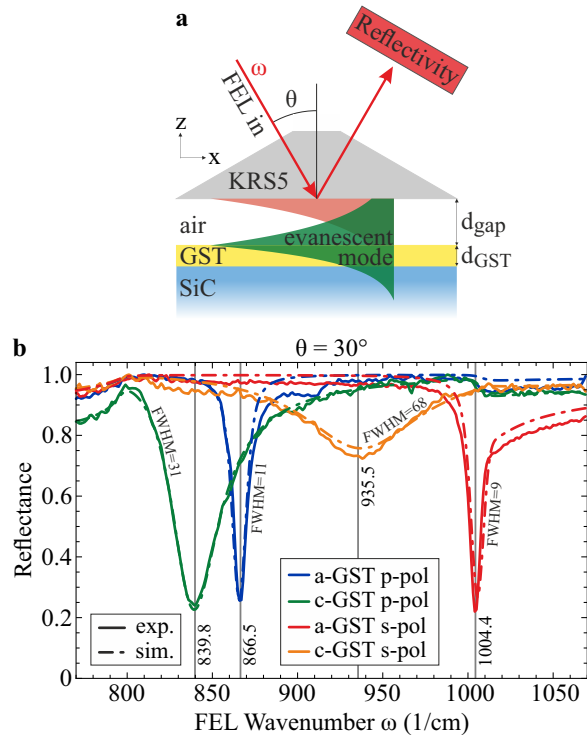 a
ω
Reflectivity
FEL in
θ
z
x
KRS5
air
evanescent
mode
d_gap
GST
d_GST
SiC
b
θ = 30°
1.0
0.8
0.6
0.4
0.2
0
Reflectance
FWHM=31
FWHM=11
FWHM=68
FWHM=9
839.8
866.5
935.5
1004.4
exp.
sim.
a-GST p-pol
c-GST p-pol
a-GST s-pol
c-GST s-pol
800 850 900 950 1000 1050
FEL Wavenumber ω (1/cm)